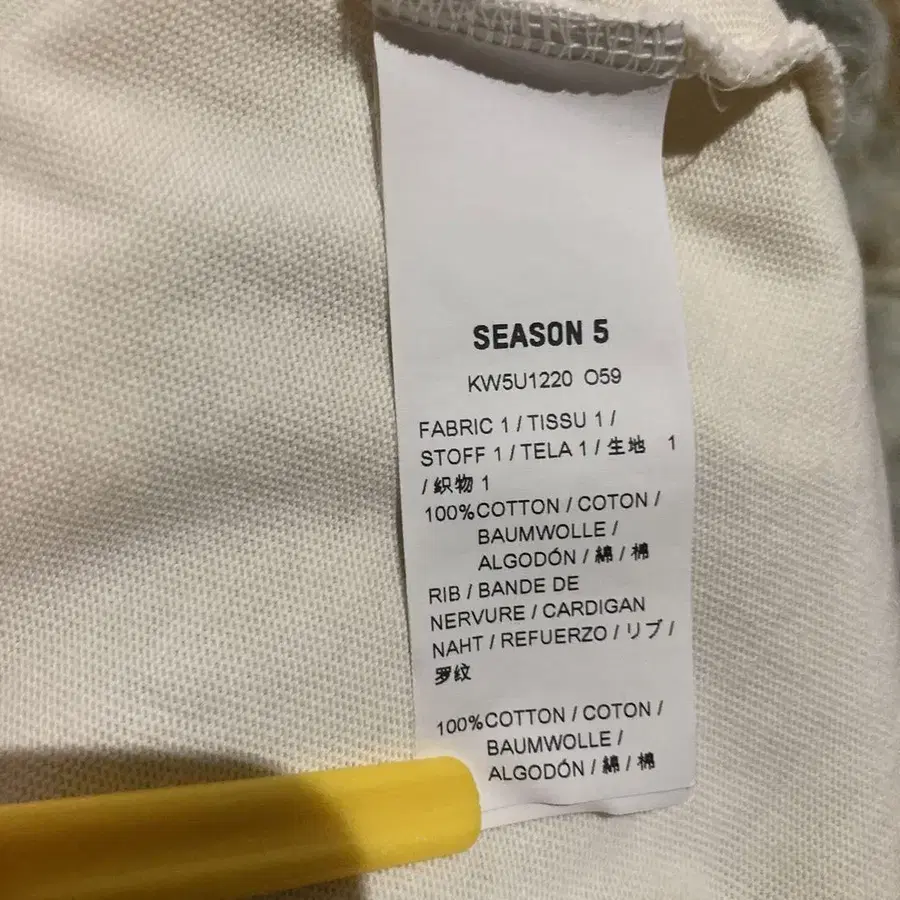 SEASON 5
KW5U1220 O59
FABRIC 1 / TISSU 1 /
STOFF 1 / TELA 1 / 生地 1
/ 织物 1
100%COTTON / COTON /
BAUMWOLLE /
ALGODÓN / 綿 / 棉
RIB / BANDE DE
NERVURE / CARDIGAN
NAHT / REFUERZO / リブ /
罗纹
100%COTTON / COTON /
BAUMWOLLE /
ALGODÓN / 綿 / 棉